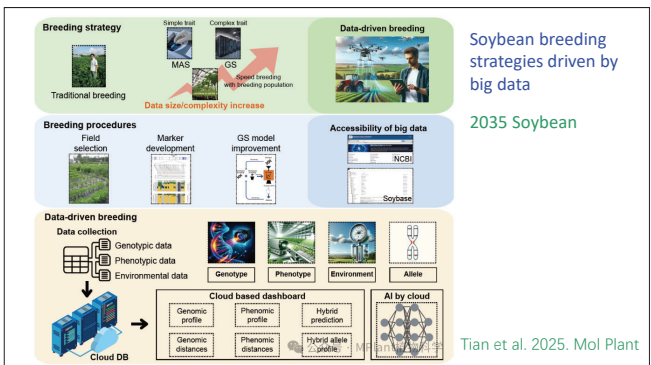 Breeding strategy
Simple trait
Complex trait
MAS
GS
Speed breeding
with breeding population
Traditional breeding
Data size/complexity increase
Data-driven breeding
Soybean breeding
strategies driven by
big data
2035 Soybean
Breeding procedures
Field
selection
Marker
development
GS model
improvement
Accessibility of big data
NCBI
Soybase
Data-driven breeding
Data collection
Genotypic data
Phenotypic data
Environmental data
Genotype
Phenotype
Environment
Allele
Cloud DB
Cloud based dashboard
Genomic
profile
Phenomic
profile
Hybrid
prediction
Genomic
distances
Phenomic
distances
Hybrid allele
profile
AI by cloud
Tian et al. 2025. Mol Plant